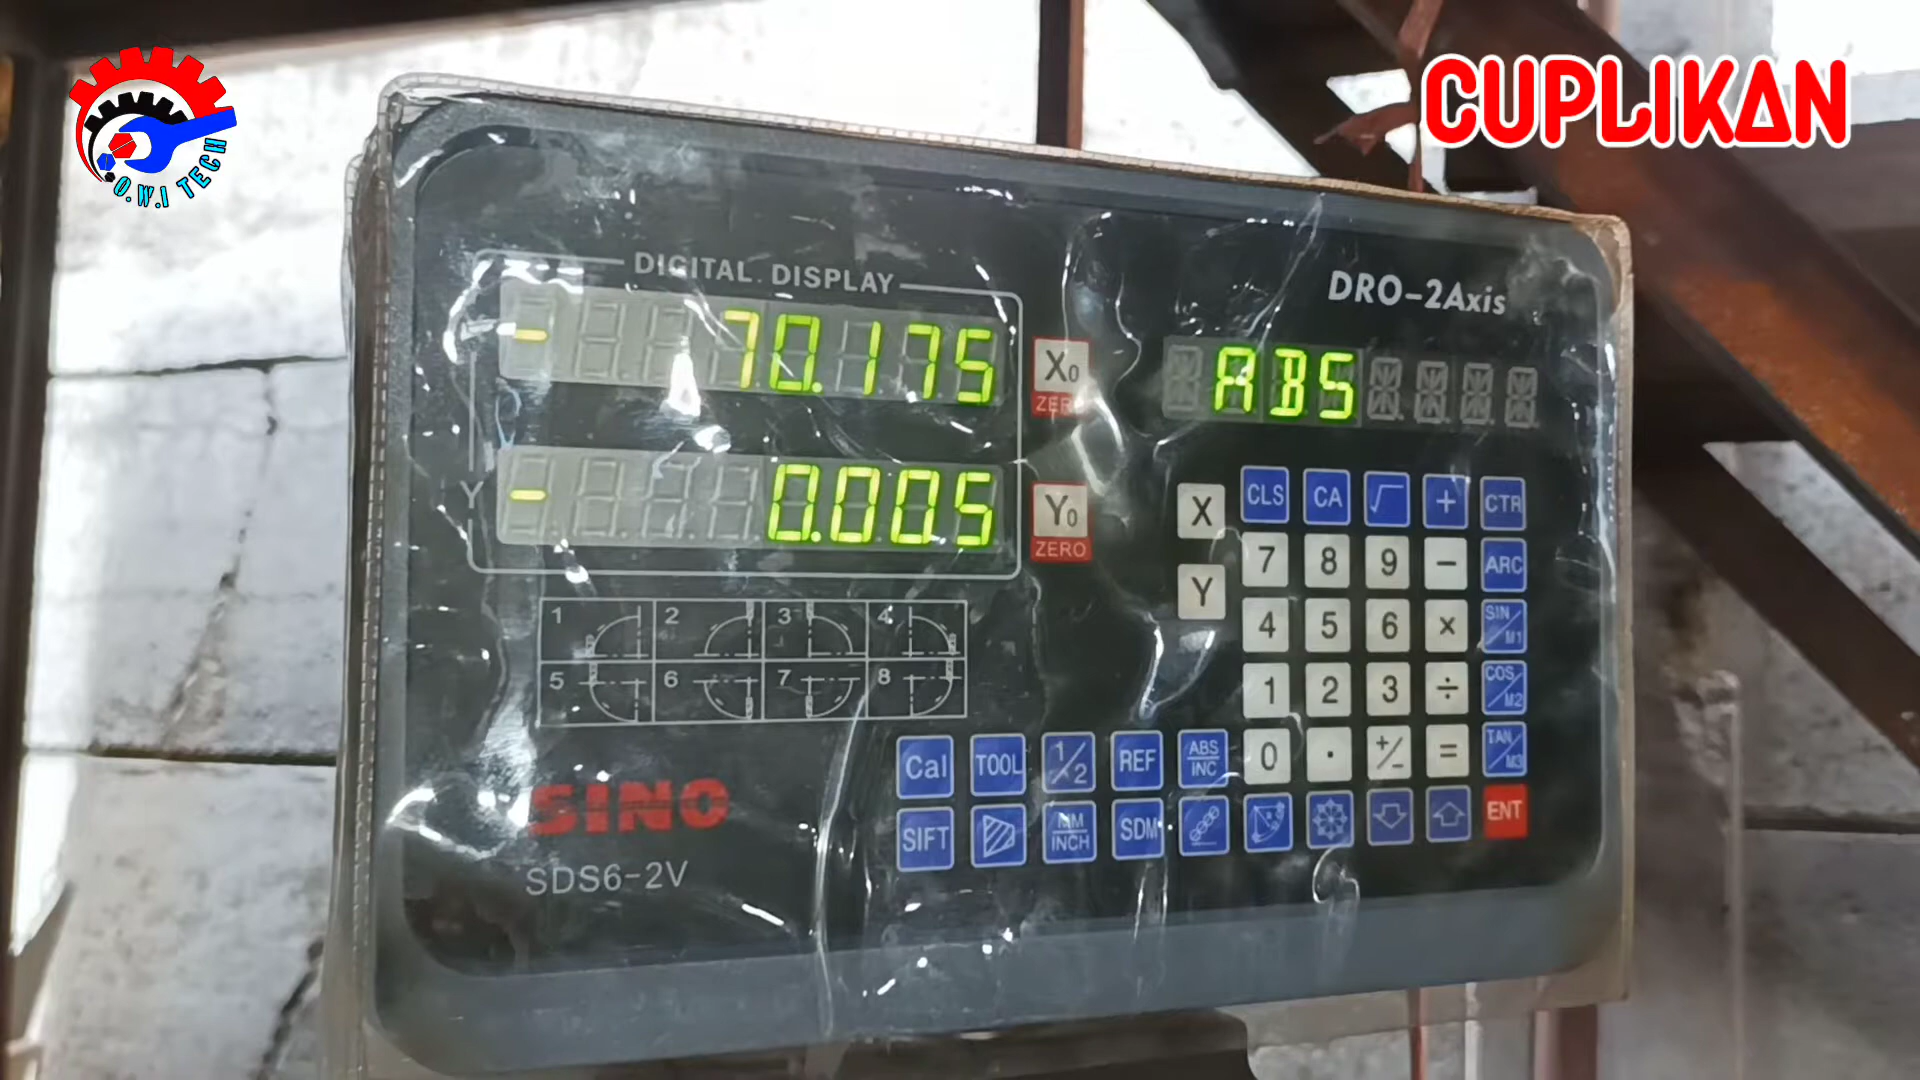 O.W.I TECH
CUPLIKAN
DIGITAL DISPLAY
DRO-2Axis
- 70.175
X0
ZERO
ABS
Y
- 0.005
Y0
ZERO
X
Y
CLS CA √ + CTR
7 8 9 − ARC
4 5 6 × SIN/M1
1 2 3 ÷ COS/M2
0 . +/− = TAN/M3
1 2 3 4
5 6 7 8
Cal TOOL 1/2 REF ABS/INC
SIFT MM/INCH SDM ENT
SINO
SDS6-2V